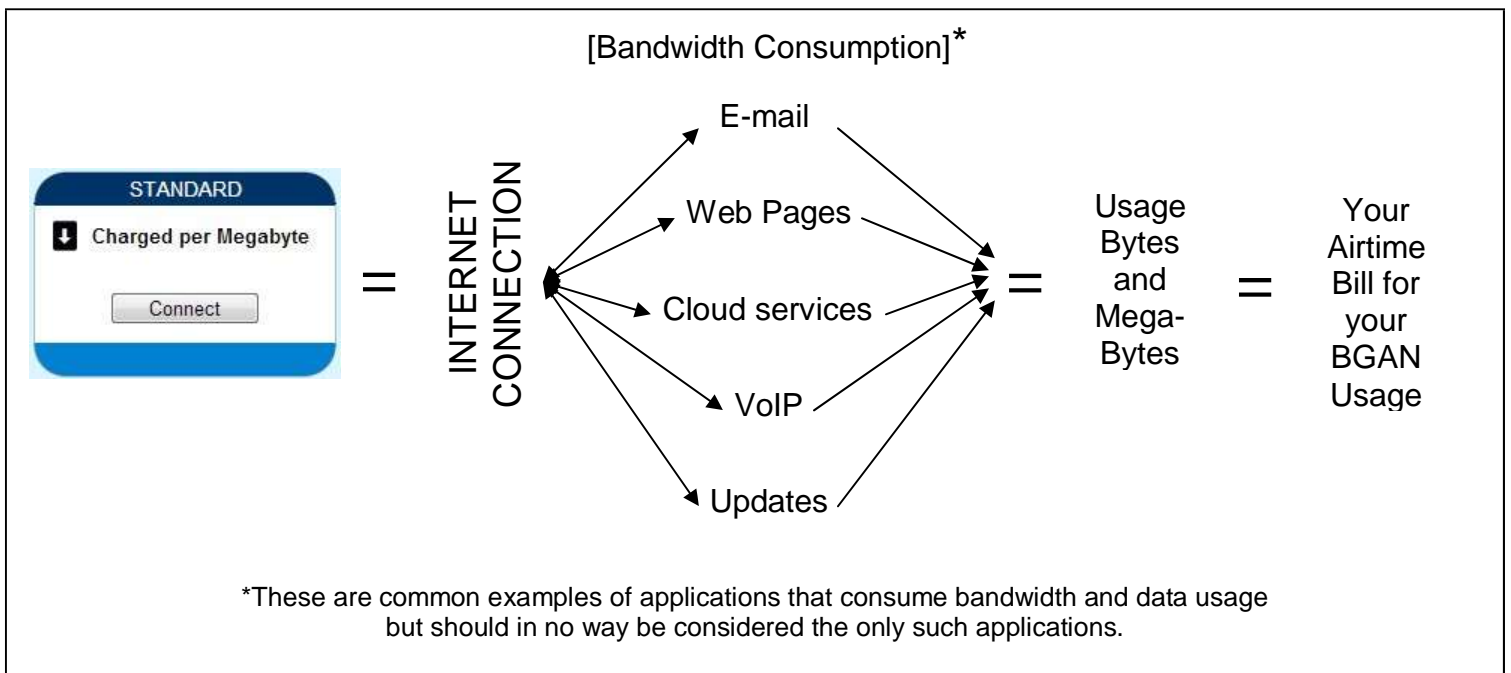 [Bandwidth Consumption]*
STANDARD
Charged per Megabyte
Connect
=
INTERNET
CONNECTION
E-mail
Web Pages
Cloud services
VoIP
Updates
=
Usage
Bytes
and
Mega-
Bytes
=
Your
Airtime
Bill for
your
BGAN
Usage
*These are common examples of applications that consume bandwidth and data usage
but should in no way be considered the only such applications.